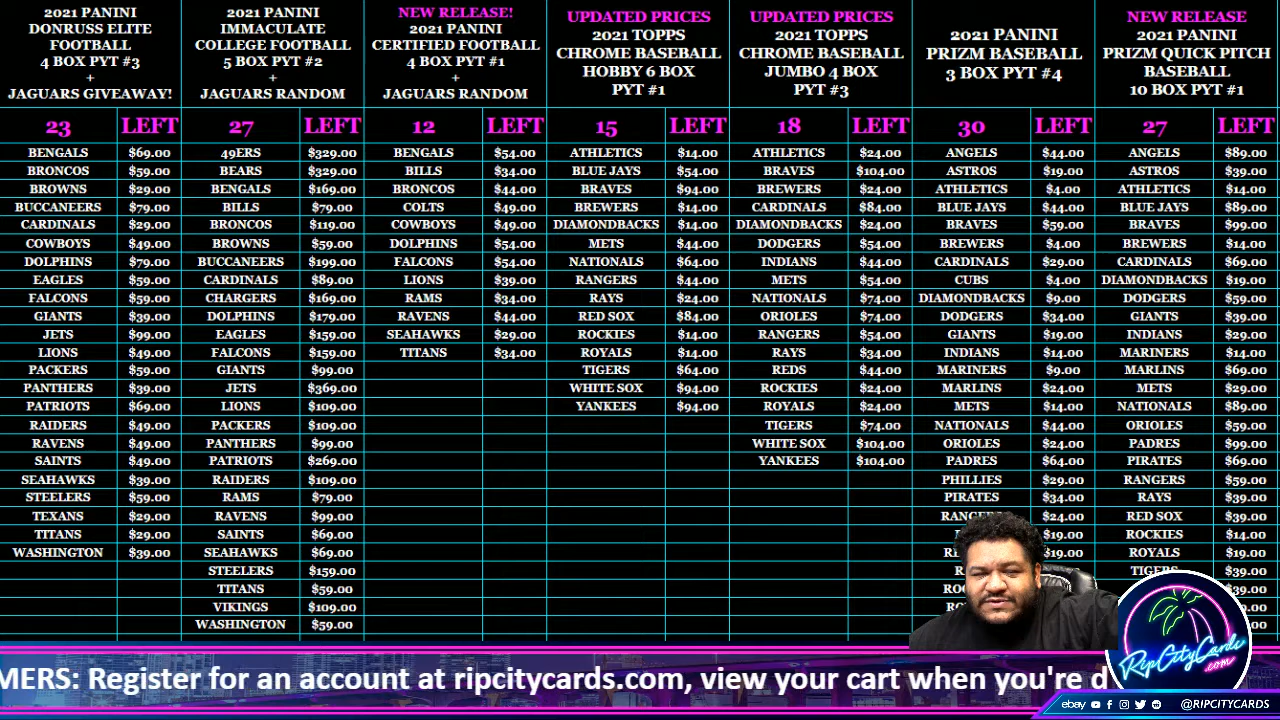 2021 PANINI
DONRUSS ELITE
FOOTBALL
4 BOX PYT #3
+
JAGUARS GIVEAWAY!
23 LEFT
BENGALS $69.00
BRONCOS $59.00
BROWNS $29.00
BUCCANEERS $79.00
CARDINALS $29.00
COWBOYS $49.00
DOLPHINS $79.00
EAGLES $59.00
FALCONS $59.00
GIANTS $39.00
JETS $99.00
LIONS $49.00
PACKERS $59.00
PANTHERS $39.00
PATRIOTS $69.00
RAIDERS $49.00
RAVENS $49.00
SAINTS $49.00
SEAHAWKS $39.00
STEELERS $59.00
TEXANS $29.00
TITANS $29.00
WASHINGTON $39.00
2021 PANINI
IMMACULATE
COLLEGE FOOTBALL
5 BOX PYT #2
+
JAGUARS RANDOM
27 LEFT
49ERS $329.00
BEARS $329.00
BENGALS $169.00
BILLS $79.00
BRONCOS $119.00
BROWNS $59.00
BUCCANEERS $199.00
CARDINALS $89.00
CHARGERS $169.00
DOLPHINS $179.00
EAGLES $159.00
FALCONS $159.00
GIANTS $99.00
JETS $369.00
LIONS $109.00
PACKERS $109.00
PANTHERS $99.00
PATRIOTS $269.00
RAIDERS $109.00
RAMS $79.00
RAVENS $99.00
SAINTS $69.00
SEAHAWKS $69.00
STEELERS $159.00
TITANS $59.00
VIKINGS $109.00
WASHINGTON $59.00
NEW RELEASE!
2021 PANINI
CERTIFIED FOOTBALL
4 BOX PYT #1
+
JAGUARS RANDOM
12 LEFT
BENGALS $54.00
BILLS $34.00
BRONCOS $44.00
COLTS $49.00
COWBOYS $49.00
DOLPHINS $54.00
FALCONS $54.00
LIONS $39.00
RAMS $34.00
RAVENS $44.00
SEAHAWKS $29.00
TITANS $34.00
UPDATED PRICES
2021 TOPPS
CHROME BASEBALL
HOBBY 6 BOX
PYT #1
15 LEFT
ATHLETICS $14.00
BLUE JAYS $54.00
BRAVES $94.00
BREWERS $14.00
DIAMONDBACKS $14.00
METS $44.00
NATIONALS $64.00
RANGERS $44.00
RAYS $24.00
RED SOX $84.00
ROCKIES $14.00
ROYALS $14.00
TIGERS $64.00
WHITE SOX $94.00
YANKEES $94.00
UPDATED PRICES
2021 TOPPS
CHROME BASEBALL
JUMBO 4 BOX
PYT #3
18 LEFT
ATHLETICS $24.00
BRAVES $104.00
BREWERS $24.00
CARDINALS $84.00
DIAMONDBACKS $24.00
DODGERS $54.00
INDIANS $44.00
METS $54.00
NATIONALS $74.00
ORIOLES $74.00
RANGERS $54.00
RAYS $34.00
REDS $44.00
ROCKIES $24.00
ROYALS $24.00
TIGERS $74.00
WHITE SOX $104.00
YANKEES $104.00
2021 PANINI
PRIZM BASEBALL
3 BOX PYT #4
30 LEFT
ANGELS $44.00
ASTROS $19.00
ATHLETICS $4.00
BLUE JAYS $44.00
BRAVES $59.00
BREWERS $4.00
CARDINALS $29.00
CUBS $4.00
DIAMONDBACKS $9.00
DODGERS $34.00
GIANTS $19.00
INDIANS $14.00
MARINERS $9.00
MARLINS $24.00
METS $14.00
NATIONALS $44.00
ORIOLES $24.00
PADRES $64.00
PHILLIES $29.00
PIRATES $34.00
$24.00
$19.00
$19.00
NEW RELEASE
2021 PANINI
PRIZM QUICK PITCH
BASEBALL
10 BOX PYT #1
27 LEFT
ANGELS $89.00
ASTROS $39.00
ATHLETICS $14.00
BLUE JAYS $89.00
BRAVES $99.00
BREWERS $14.00
CARDINALS $69.00
DIAMONDBACKS $19.00
DODGERS $59.00
GIANTS $39.00
INDIANS $29.00
MARINERS $14.00
MARLINS $69.00
METS $29.00
NATIONALS $89.00
ORIOLES $59.00
PADRES $99.00
PIRATES $69.00
RANGERS $59.00
RAYS $39.00
RED SOX $39.00
ROCKIES $14.00
ROYALS $19.00
TIGERS $39.00
MERS: Register for an account at ripcitycards.com, view your cart when you're d
RipCityCards
.com
ebay @RIPCITYCARDS